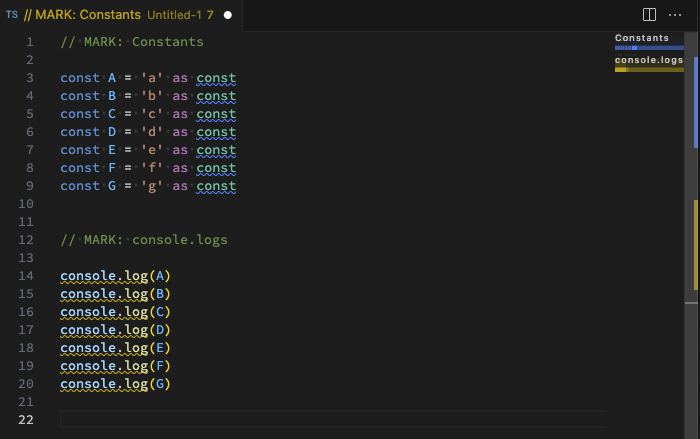 TS // MARK: Constants Untitled-1 7
Constants
console.logs
1 // MARK: Constants
2
3 const A = 'a' as const
4 const B = 'b' as const
5 const C = 'c' as const
6 const D = 'd' as const
7 const E = 'e' as const
8 const F = 'f' as const
9 const G = 'g' as const
10
11
12 // MARK: console.logs
13
14 console.log(A)
15 console.log(B)
16 console.log(C)
17 console.log(D)
18 console.log(E)
19 console.log(F)
20 console.log(G)
21
22